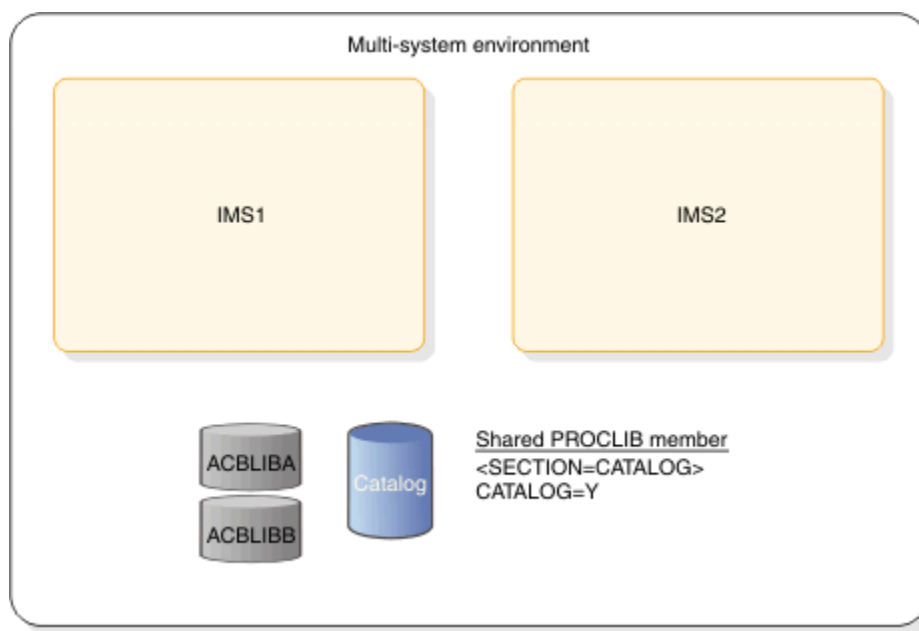 Multi-system environment
IMS1
IMS2
ACBLIBA
ACBLIBB
Catalog
Shared PROCLIB member
<SECTION=CATALOG>
CATALOG=Y